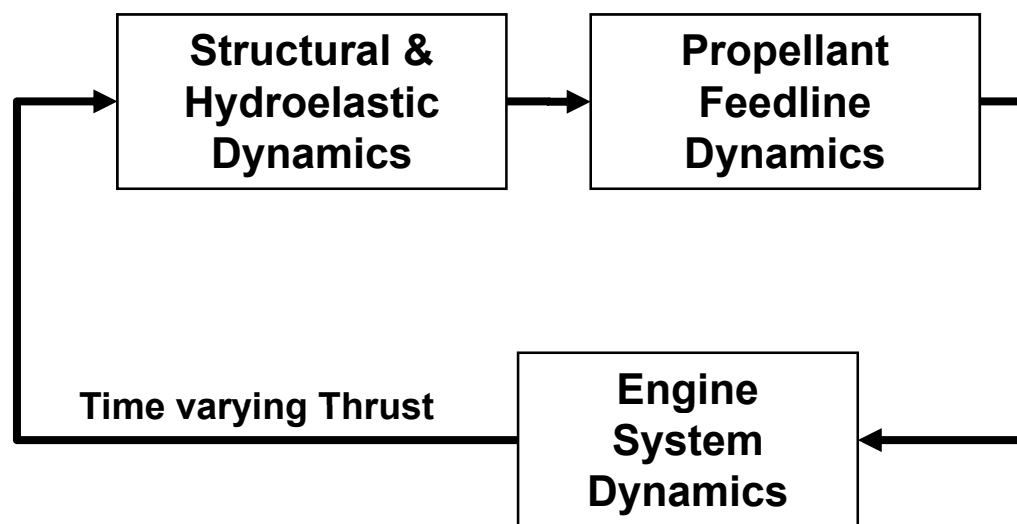 Structural &
Hydroelastic
Dynamics
Propellant
Feedline
Dynamics
Time varying Thrust
Engine
System
Dynamics